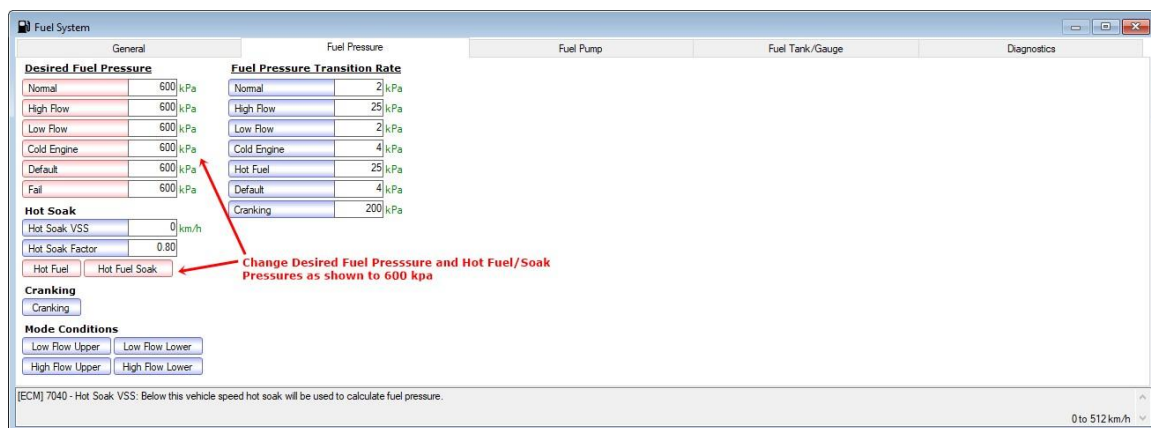 Fuel System
General Fuel Pressure Fuel Pump Fuel Tank/Gauge Diagnostics
Desired Fuel Pressure Fuel Pressure Transition Rate
Normal 600 kPa Normal 2 kPa
High Flow 600 kPa High Flow 25 kPa
Low Flow 600 kPa Low Flow 2 kPa
Cold Engine 600 kPa Cold Engine 4 kPa
Default 600 kPa Hot Fuel 25 kPa
Fail 600 kPa Default 4 kPa
Hot Soak Cranking 200 kPa
Hot Soak VSS 0 km/h
Hot Soak Factor 0.80
Hot Fuel Hot Fuel Soak
Change Desired Fuel Presssure and Hot Fuel/Soak
Pressures as shown to 600 kpa
Cranking
Cranking
Mode Conditions
Low Flow Upper Low Flow Lower
High Flow Upper High Flow Lower
[ECM] 7040 - Hot Soak VSS: Below this vehicle speed hot soak will be used to calculate fuel pressure.
0 to 512 km/h